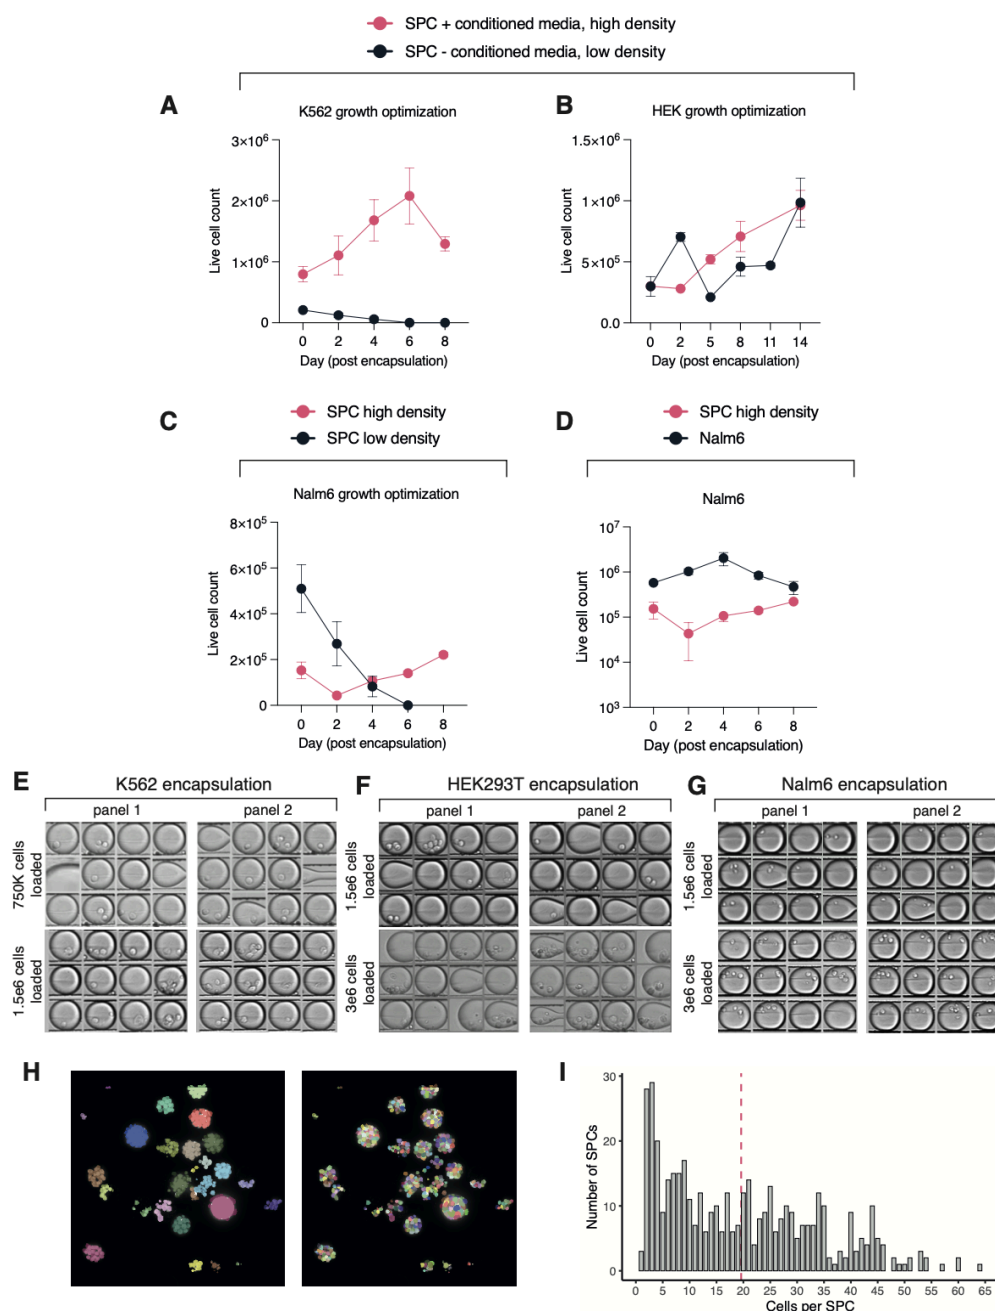 SPC + conditioned media, high density
SPC - conditioned media, low density
A
K562 growth optimization
3×10⁶
2×10⁶
1×10⁶
0
Live cell count
0 2 4 6 8
Day (post encapsulation)
B
HEK growth optimization
1.5×10⁶
1×10⁶
5×10⁵
0.0
Live cell count
0 2 5 8 11 14
Day (post encapsulation)
C
SPC high density
SPC low density
Nalm6 growth optimization
8×10⁵
6×10⁵
4×10⁵
2×10⁵
0
Live cell count
0 2 4 6 8
Day (post encapsulation)
D
SPC high density
Nalm6
Nalm6
10⁷
10⁶
10⁵
10⁴
10³
Live cell count
0 2 4 6 8
Day (post encapsulation)
E
K562 encapsulation
panel 1 panel 2
750K cells
loaded
1.5e6 cells
loaded
F
HEK293T encapsulation
panel 1 panel 2
1.5e6 cells
loaded
3e6 cells
loaded
G
Nalm6 encapsulation
panel 1 panel 2
1.5e6 cells
loaded
3e6 cells
loaded
H
I
30
20
10
0
Number of SPCs
0 5 10 15 20 25 30 35 40 45 50 55 60 65
Cells per SPC